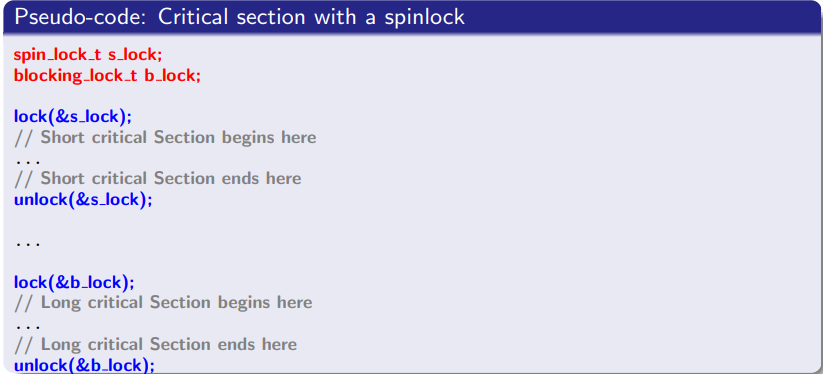 Pseudo-code: Critical section with a spinlock
spin_lock_t s_lock;
blocking_lock_t b_lock;
lock(&s_lock);
// Short critical Section begins here
...
// Short critical Section ends here
unlock(&s_lock);
...
lock(&b_lock);
// Long critical Section begins here
...
// Long critical Section ends here
unlock(&b_lock);